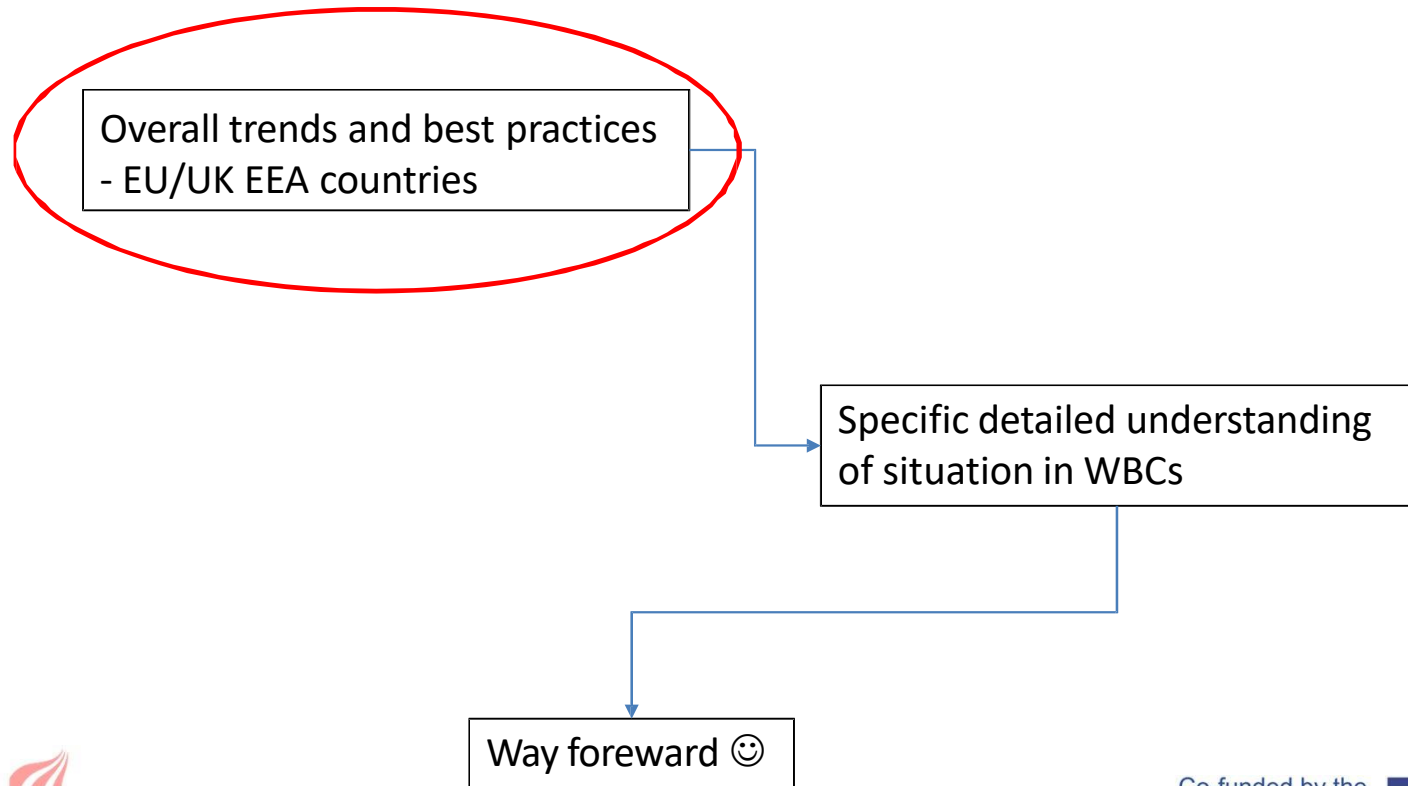 Overall trends and best practices
- EU/UK EEA countries
Specific detailed understanding
of situation in WBCs
Way foreward ☺
Co-funded by the